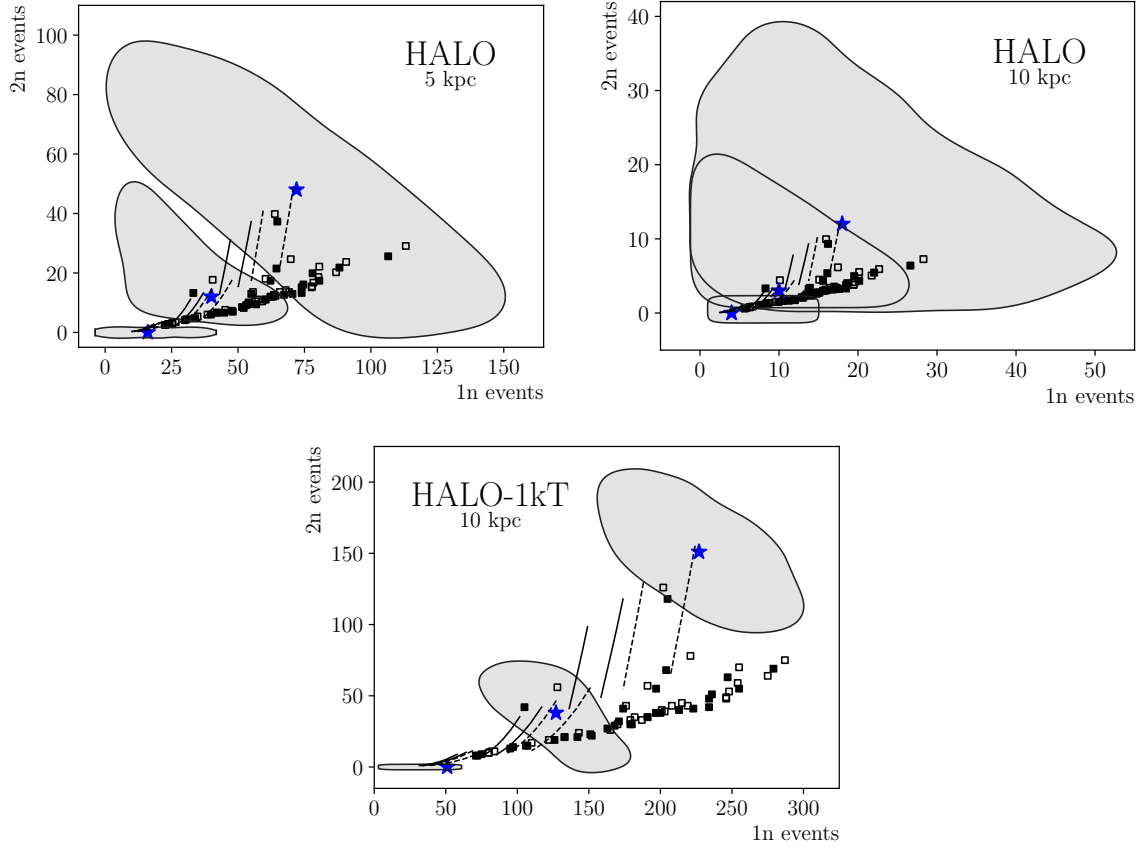 2n events
100
80
60
40
20
0
HALO
5 kpc
0 25 50 75 100 125 150
1n events
2n events
40
30
20
10
0
HALO
10 kpc
0 10 20 30 40 50
1n events
2n events
200
150
100
50
0
HALO-1kT
10 kpc
0 50 100 150 200 250 300
1n events